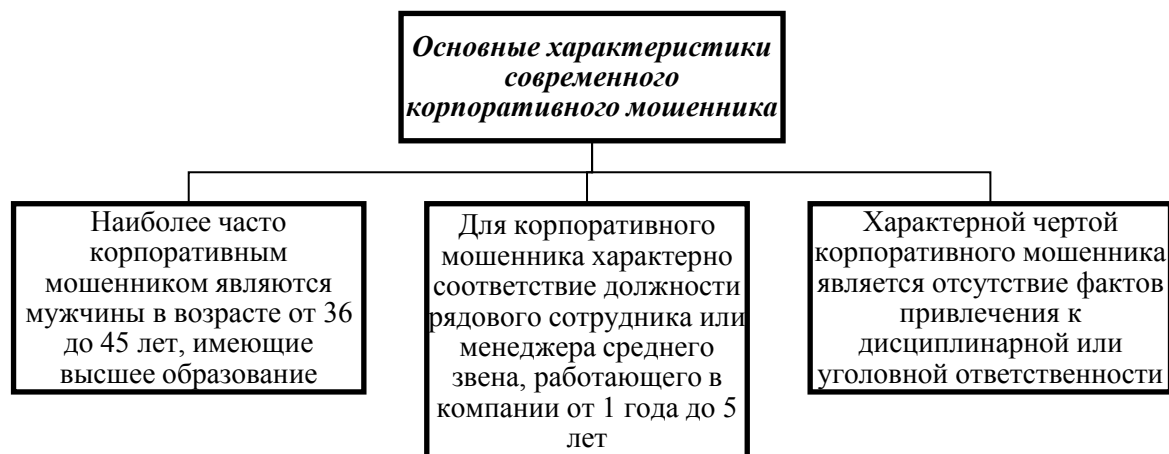 Основные характеристики
современного
корпоративного мошенника
Наиболее часто
корпоративным
мошенником являются
мужчины в возрасте от 36
до 45 лет, имеющие
высшее образование
Для корпоративного
мошенника характерно
соответствие должности
рядового сотрудника или
менеджера среднего
звена, работающего в
компании от 1 года до 5
лет
Характерной чертой
корпоративного мошенника
является отсутствие фактов
привлечения к
дисциплинарной или
уголовной ответственности